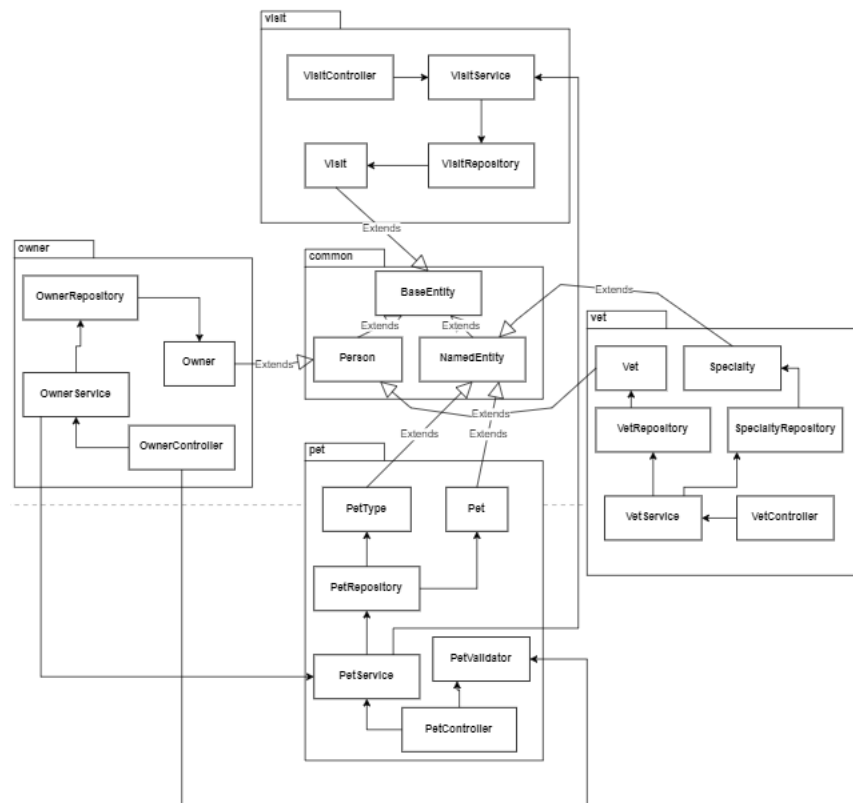 visit
VisitController
VisitService
Visit
VisitRepository
Extends
owner
OwnerRepository
Owner
OwnerService
OwnerController
Extends
common
BaseEntity
Extends
Extends
Person
NamedEntity
Extends
vet
Vet
Specialty
Extends
VetRepository
SpecialtyRepository
VetService
VetController
Extends
Extends
pet
PetType
Pet
PetRepository
PetService
PetValidator
PetController